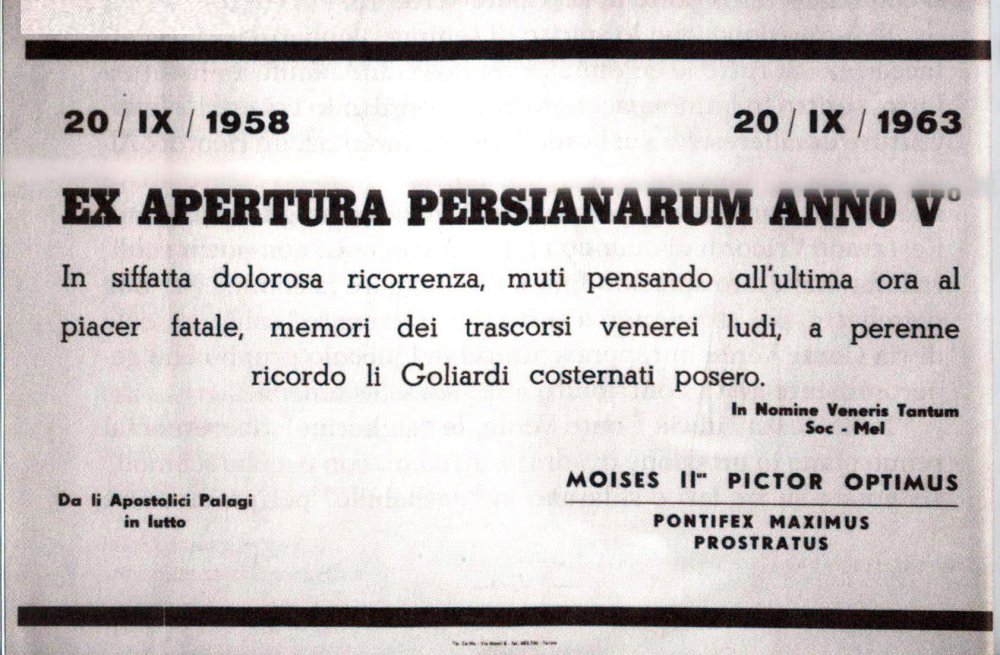 20 / IX / 1958
20 / IX / 1963
EX APERTURA PERSIANARUM ANNO V°
In siffatta dolorosa ricorrenza, muti pensando all'ultima ora al
piacer fatale, memori dei trascorsi venerei ludi, a perenne
ricordo li Goliardi costernati posero.
In Nomine Veneris Tantum
Soc - Mel
MOISES II PICTOR OPTIMUS
Da li Apostolici Palagi
in lutto
PONTIFEX MAXIMUS
PROSTRATUS